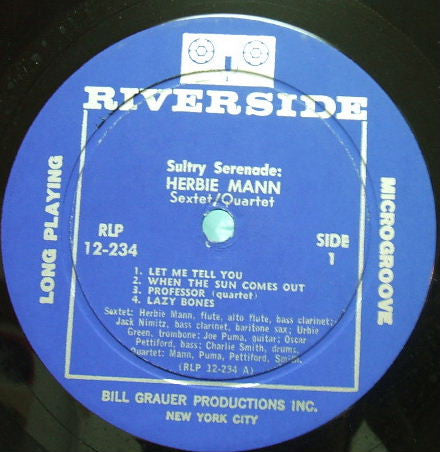 RIVERSIDE
Sultry Serenade:
HERBIE MANN
Sextet/Quartet
RLP
12-234
SIDE
1
LONG PLAYING
MICROGROOVE
1. LET ME TELL YOU
2. WHEN THE SUN COMES OUT
3. PROFESSOR (quartet)
4. LAZY BONES
Sextet: Herbie Mann, flute, alto flute, bass clarinet;
Jack Nimitz, bass clarinet, baritone sax; Urbie
Green, trombone; Joe Puma, guitar; Oscar
Pettiford, bass; Charlie Smith, drums.
Quartet: Mann, Puma, Pettiford, Smith.
(RLP 12-234 A)
BILL GRAUER PRODUCTIONS INC.
NEW YORK CITY